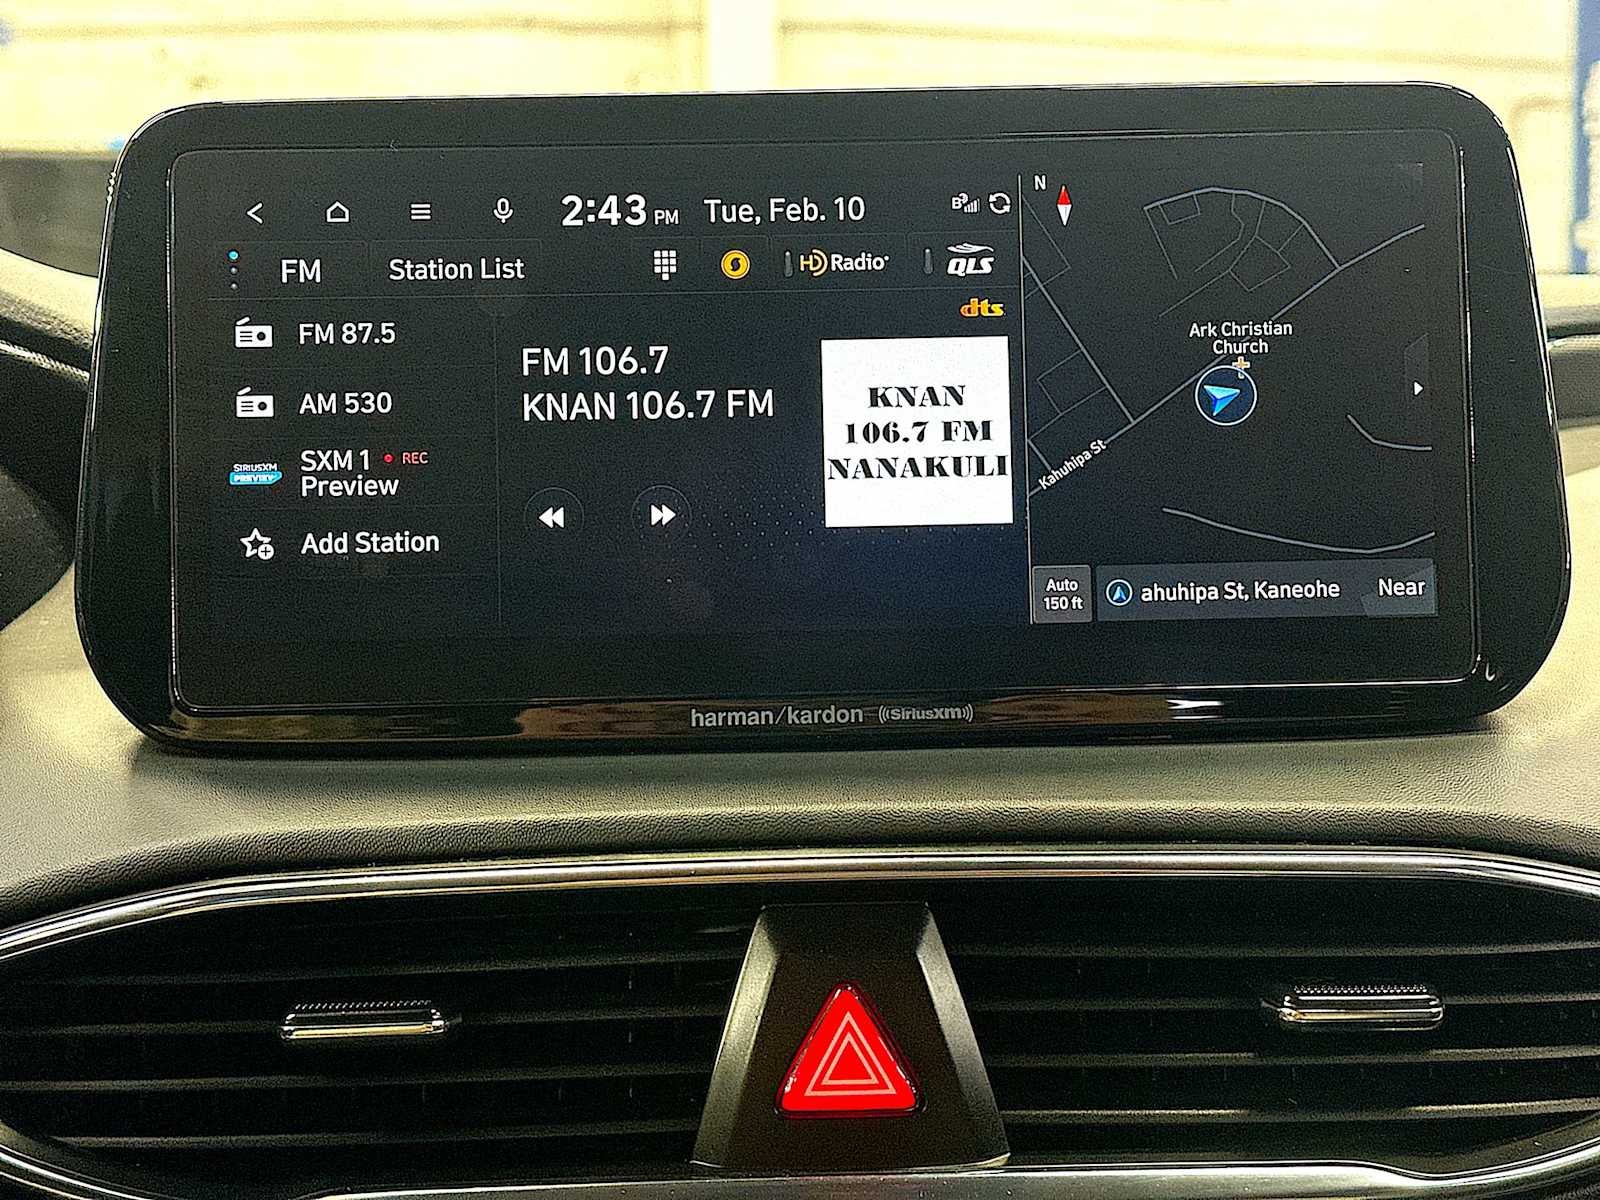 2:43 PM Tue, Feb. 10
FM Station List HD Radio QLS
dts
FM 87.5
AM 530
SIRIUSXM
PREVIEW
SXM 1 REC
Preview
Add Station
FM 106.7
KNAN 106.7 FM
KNAN
106.7 FM
NANAKULI
N
Ark Christian
Church
Kahuhipa St
Auto
150 ft
ahuhipa St, Kaneohe Near
harman/kardon ((SiriusXM))